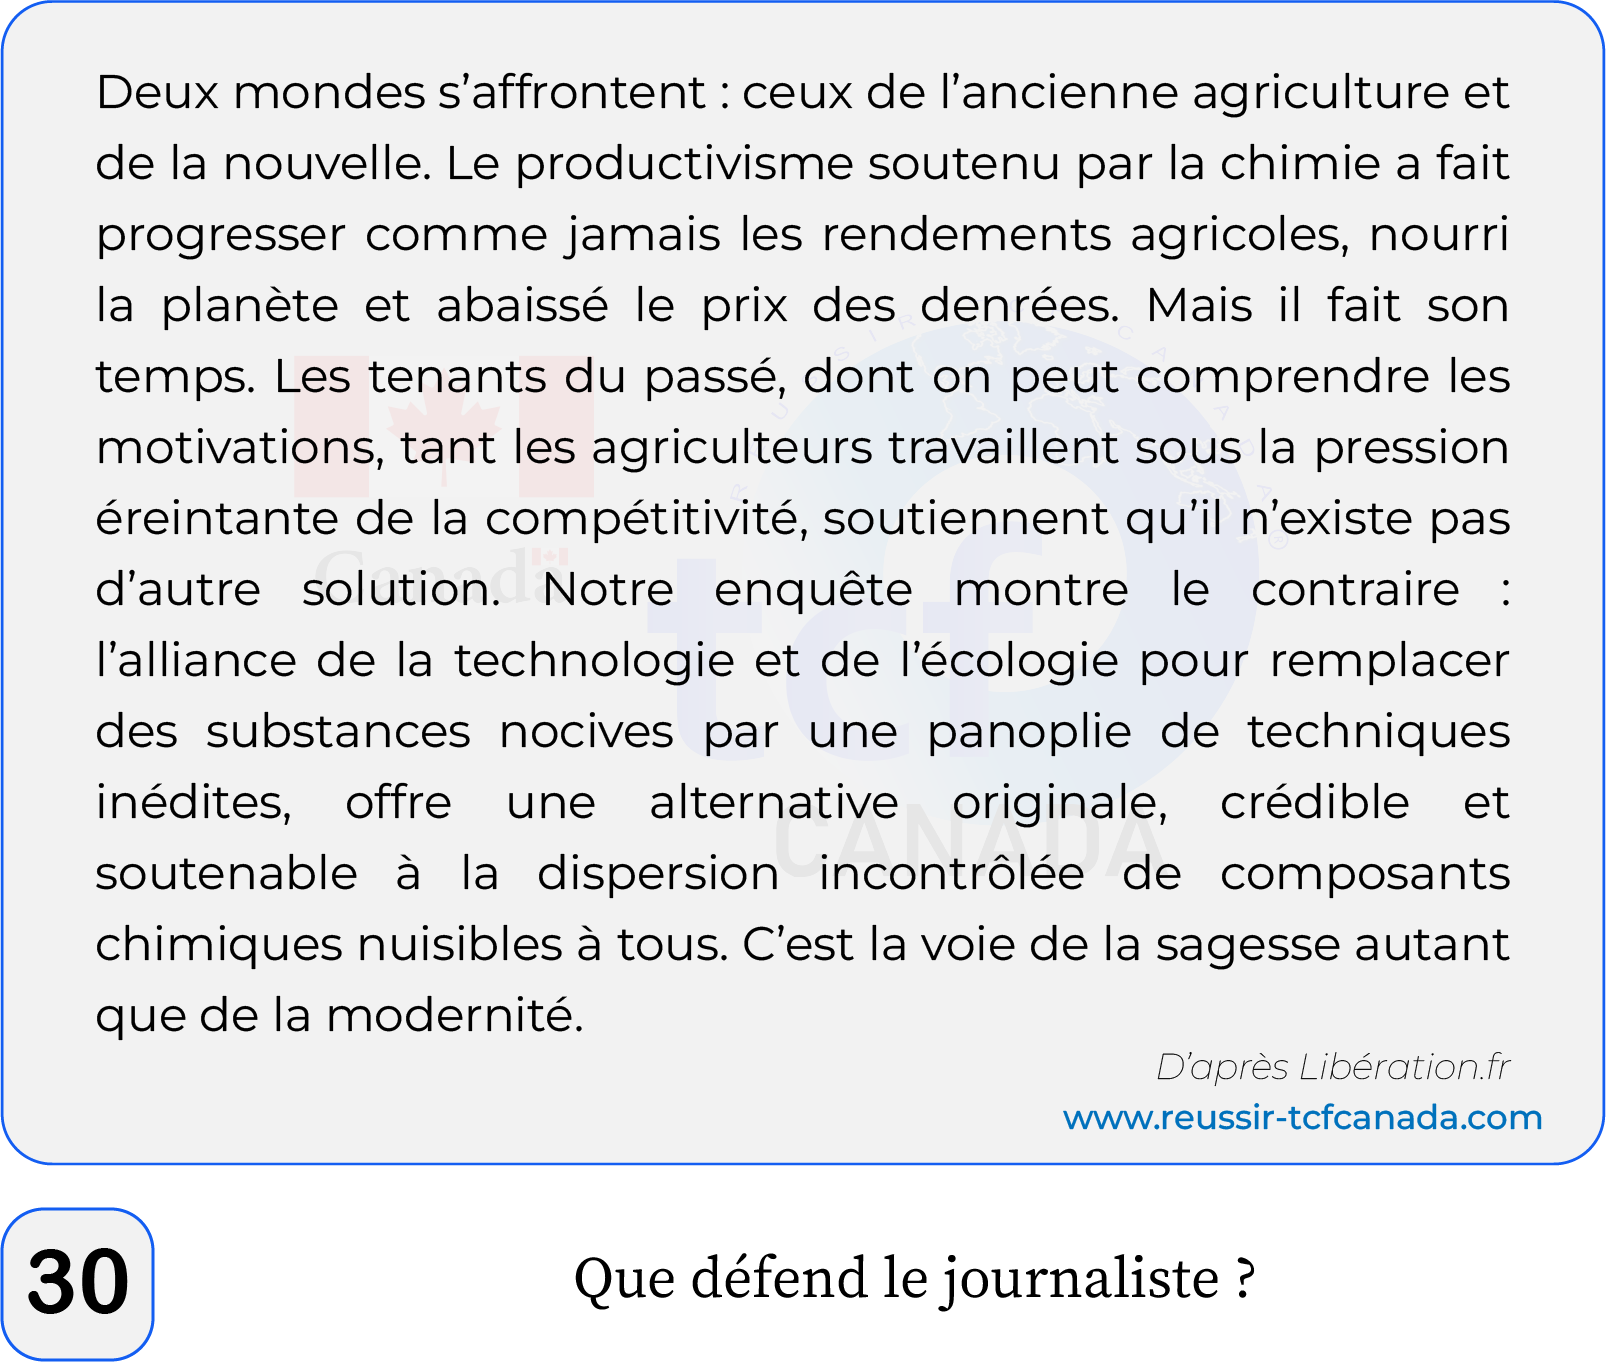 Deux mondes s’affrontent : ceux de l’ancienne agriculture et
de la nouvelle. Le productivisme soutenu par la chimie a fait
progresser comme jamais les rendements agricoles, nourri
la planète et abaissé le prix des denrées. Mais il fait son
temps. Les tenants du passé, dont on peut comprendre les
motivations, tant les agriculteurs travaillent sous la pression
éreintante de la compétitivité, soutiennent qu’il n’existe pas
d’autre solution. Notre enquête montre le contraire :
l’alliance de la technologie et de l’écologie pour remplacer
des substances nocives par une panoplie de techniques
inédites, offre une alternative originale, crédible et
soutenable à la dispersion incontrôlée de composants
chimiques nuisibles à tous. C’est la voie de la sagesse autant
que de la modernité.
D’après Libération.fr
www.reussir-tcfcanada.com
Canada
REUSSIR TCF CANADA
tcf
CANADA
30
Que défend le journaliste ?